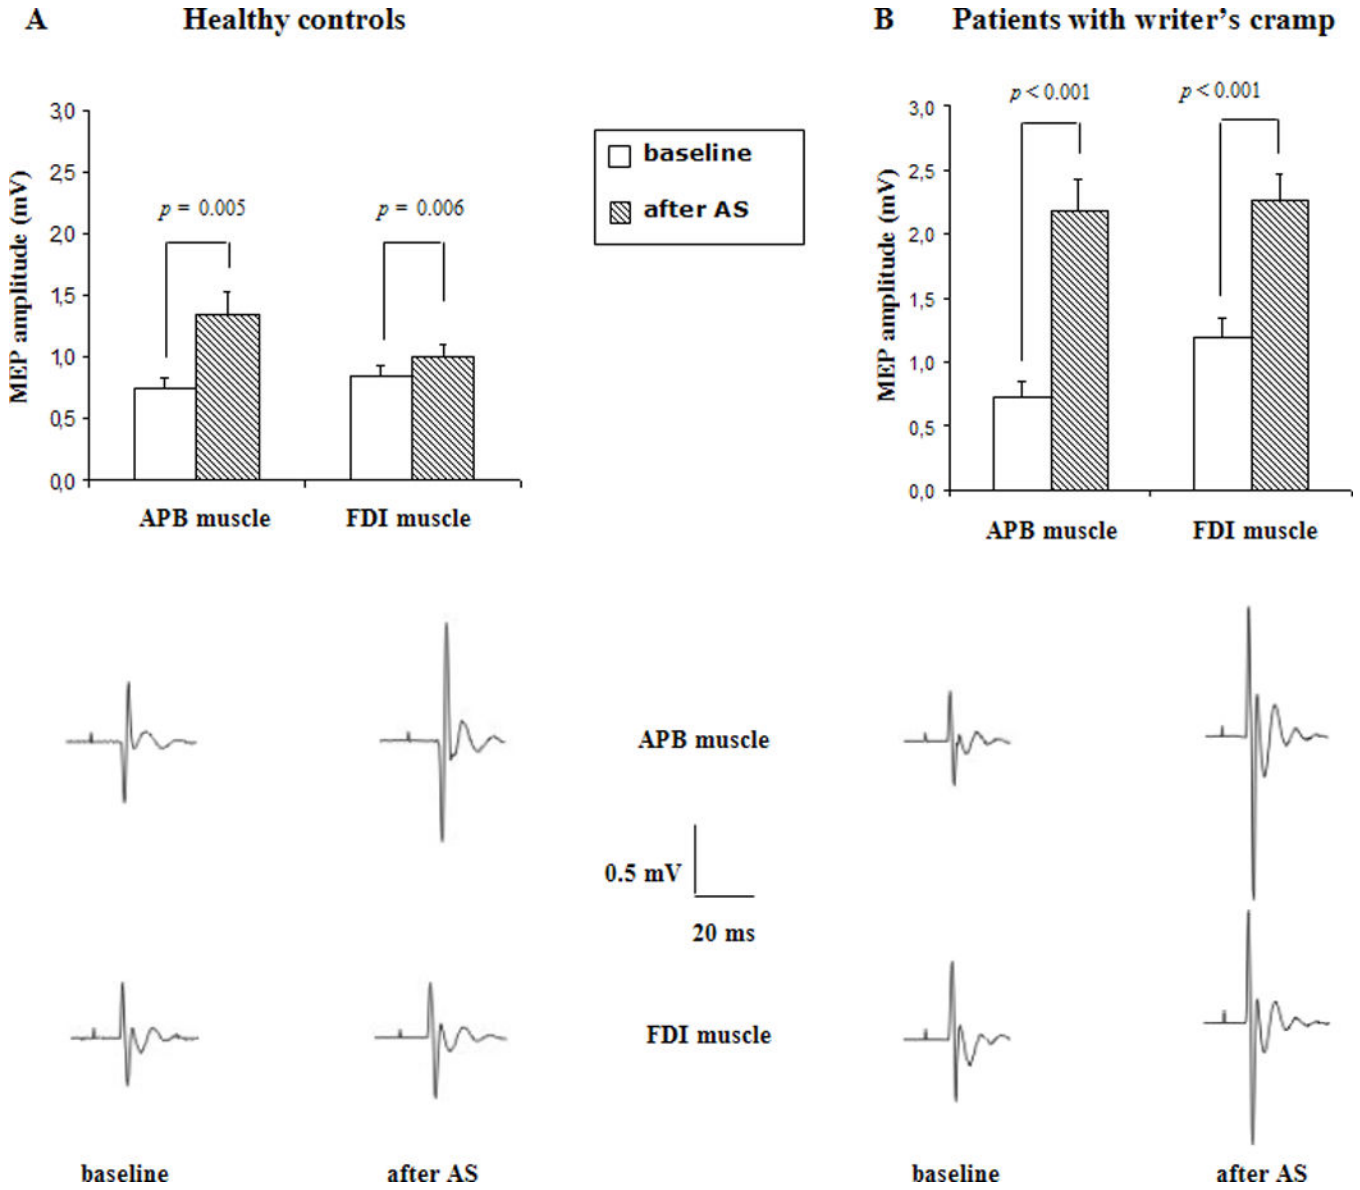 A Healthy controls
B Patients with writer's cramp
MEP amplitude (mV)
3,0
2,5
20
1,5
1,0
0,5
0,0
p = 0.005
p = 0.006
APB muscle
FDI muscle
baseline
after AS
MEP amplitude (mV)
3,0
2,5
2,0
1,5
1,0
0,5
0,0
p < 0.001
p < 0.001
APB muscle
FDI muscle
APB muscle
0.5 mV
20 ms
FDI muscle
baseline
after AS
baseline
after AS